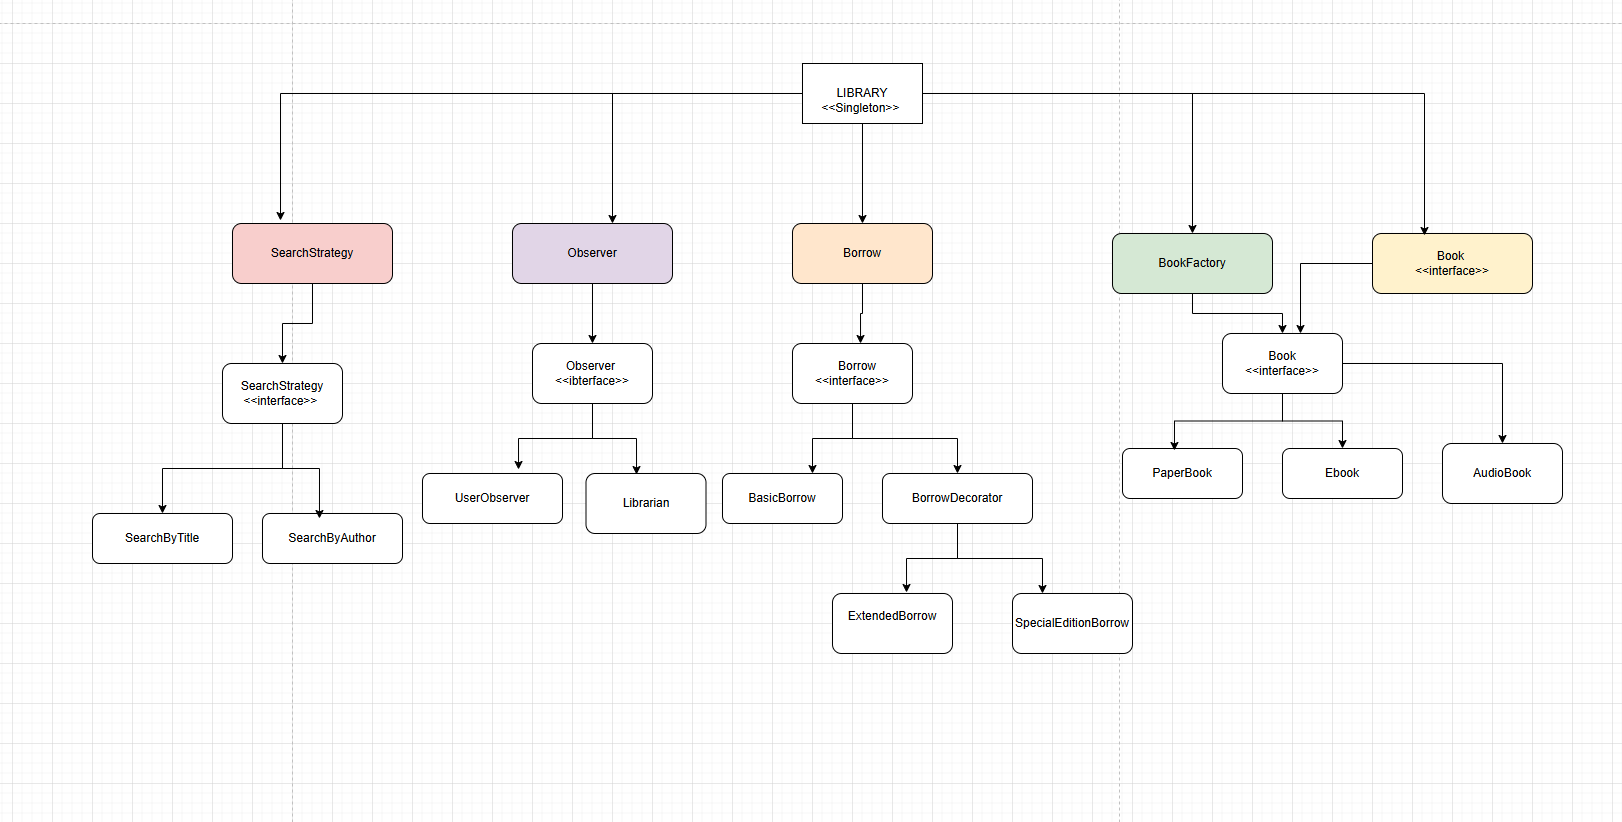 LIBRARY
<<Singleton>>
SearchStrategy
Observer
Borrow
BookFactory
Book
<<interface>>
SearchStrategy
<<interface>>
Observer
<<ibterface>>
Borrow
<<interface>>
Book
<<interface>>
SearchByTitle
SearchByAuthor
UserObserver
Librarian
BasicBorrow
BorrowDecorator
PaperBook
Ebook
AudioBook
ExtendedBorrow
SpecialEditionBorrow